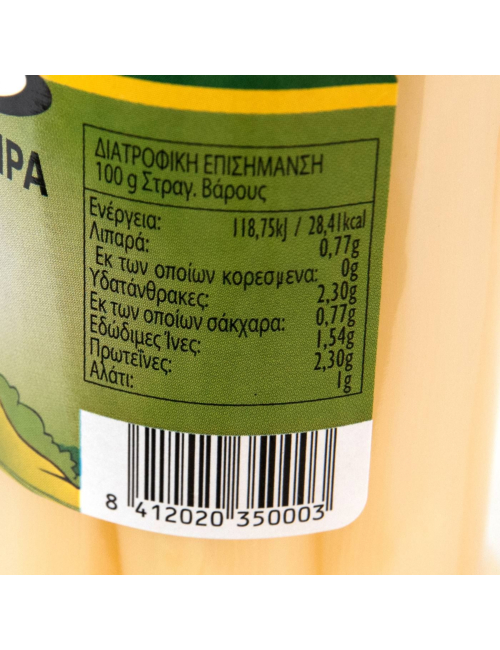 ΙΡΑ
ΔΙΑΤΡΟΦΙΚΗ ΕΠΙΣΗΜΑΝΣΗ
100 g Στραγ. Βάρους
Ενέργεια: 118,75kJ / 28,41kcal
Λιπαρά: 0,77g
Εκ των οποίων κορεσμενα: 0g
Υδατάνθρακες: 2,30g
Εκ των οποίων σάκχαρα: 0,77g
Εδώδιμες Ίνες: 1,54g
Πρωτεΐνες: 2,30g
Αλάτι: 1g
8 412020 350003